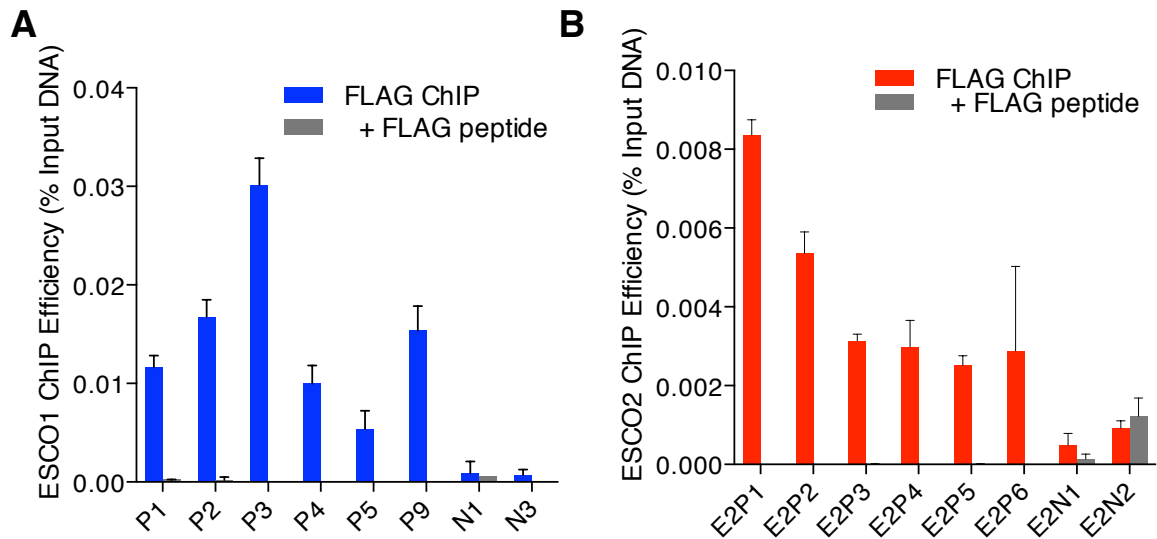 A
ESCO1 ChIP Efficiency (% Input DNA)
0.04
0.03
0.02
0.01
0.00
FLAG ChIP
+ FLAG peptide
P1
P2
P3
P4
P5
P9
N1
N3
B
ESCO2 ChIP Efficiency (% Input DNA)
0.010
0.008
0.006
0.004
0.002
0.000
FLAG ChIP
+ FLAG peptide
E2P1
E2P2
E2P3
E2P4
E2P5
E2P6
E2N1
E2N2